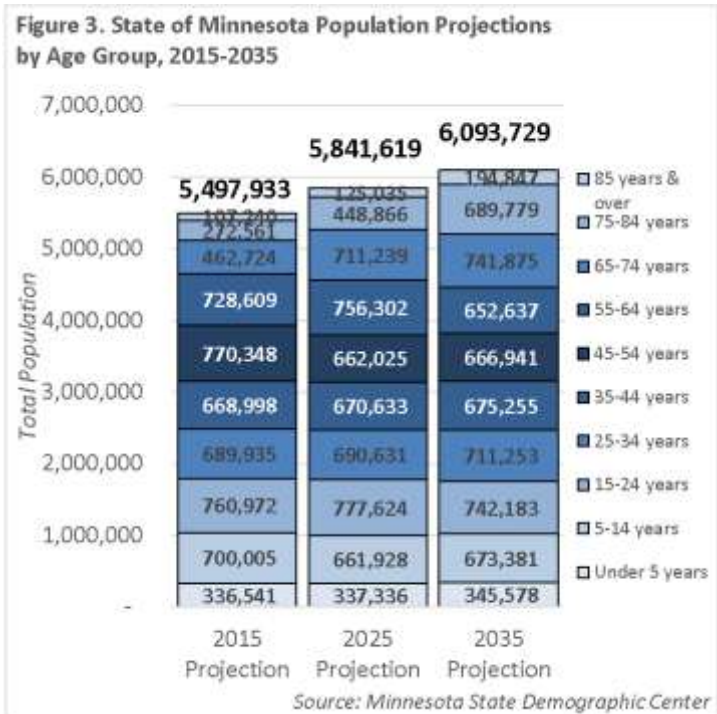 Figure 3. State of Minnesota Population Projections
by Age Group, 2015-2035
Total Population
7,000,000
6,000,000
5,000,000
4,000,000
3,000,000
2,000,000
1,000,000
-
5,497,933
107,240
272,561
462,724
728,609
770,348
668,998
689,935
760,972
700,005
336,541
5,841,619
125,035
448,866
711,239
756,302
662,025
670,633
690,631
777,624
661,928
337,336
6,093,729
194,847
689,779
741,875
652,637
666,941
675,255
711,253
742,183
673,381
345,578
85 years &
over
75-84 years
65-74 years
55-64 years
45-54 years
35-44 years
25-34 years
15-24 years
5-14 years
Under 5 years
2015
Projection
2025
Projection
2035
Projection
Source: Minnesota State Demographic Center